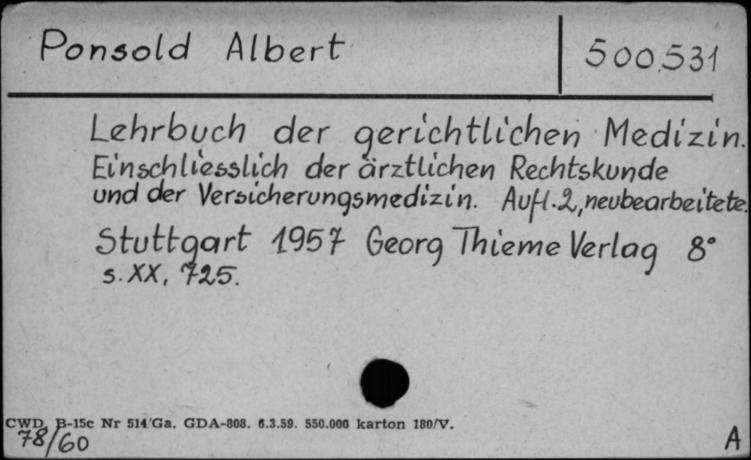 Ponsold Albert
500.531
Lehrbuch der gerichtlichen Medizin.
Einschliesslich der ärztlichen Rechtskunde
und der Versicherungsmedizin. Aufl. 2, neubearbeitete.
Stuttgart 1957 Georg Thieme Verlag 8°
s. XX, 725.
CWD B-15c Nr 514/Ga. GDA-808. 6.3.59. 550.000 karton 180/V.
78/60
A